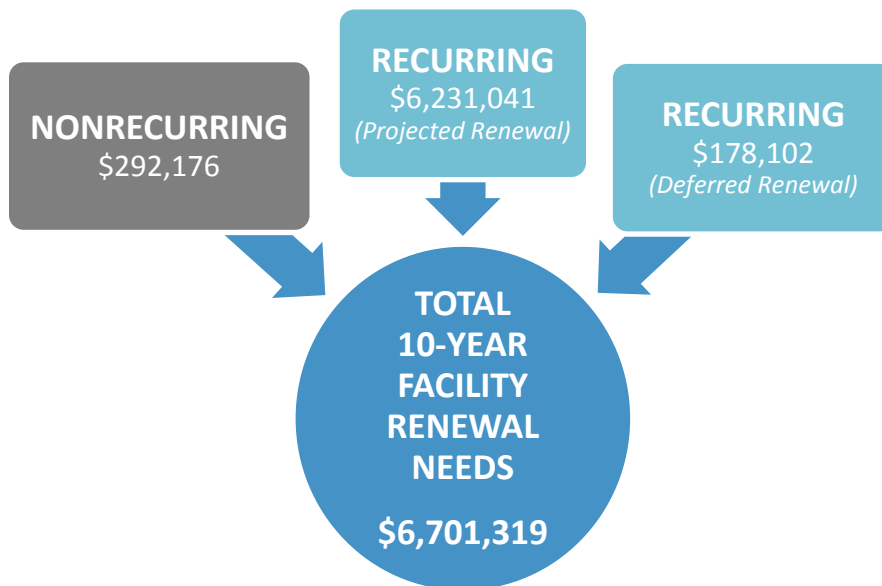 NONRECURRING
$292,176
RECURRING
$6,231,041
(Projected Renewal)
RECURRING
$178,102
(Deferred Renewal)
TOTAL
10-YEAR
FACILITY
RENEWAL
NEEDS
$6,701,319